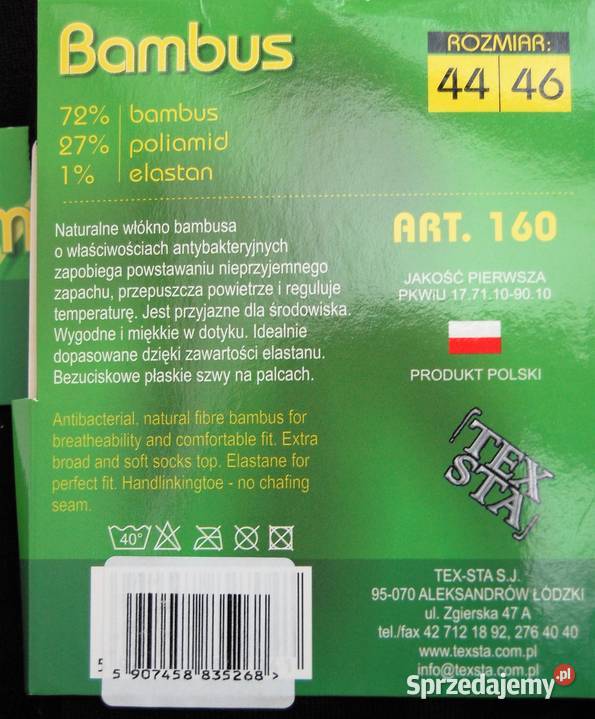 Bambus
ROZMIAR:
44 46
72% bambus
27% poliamid
1% elastan
Naturalne włókno bambusa
o właściwościach antybakteryjnych
zapobiega powstawaniu nieprzyjemnego
zapachu, przepuszcza powietrze i reguluje
temperaturę. Jest przyjazne dla środowiska.
Wygodne i miękkie w dotyku. Idealnie
dopasowane dzięki zawartości elastanu.
Bezuciskowe płaskie szwy na palcach.
ART. 160
JAKOŚĆ PIERWSZA
PKWiU 17.71.10-90.10
PRODUKT POLSKI
Antibacterial. natural fibre bambus for
breatheability and comfortable fit. Extra
broad and soft socks top. Elastane for
perfect fit. Handlinkingtoe - no chafing
seam.
TEX
STA
40°
5 907458 835268 >
TEX-STA S.J.
95-070 ALEKSANDRÓW ŁÓDZKI
ul. Zgierska 47 A
tel./fax 42 712 18 92, 276 40 40
www.texsta.com.pl
info@texsta.com.pl
Sprzedajemy.pl